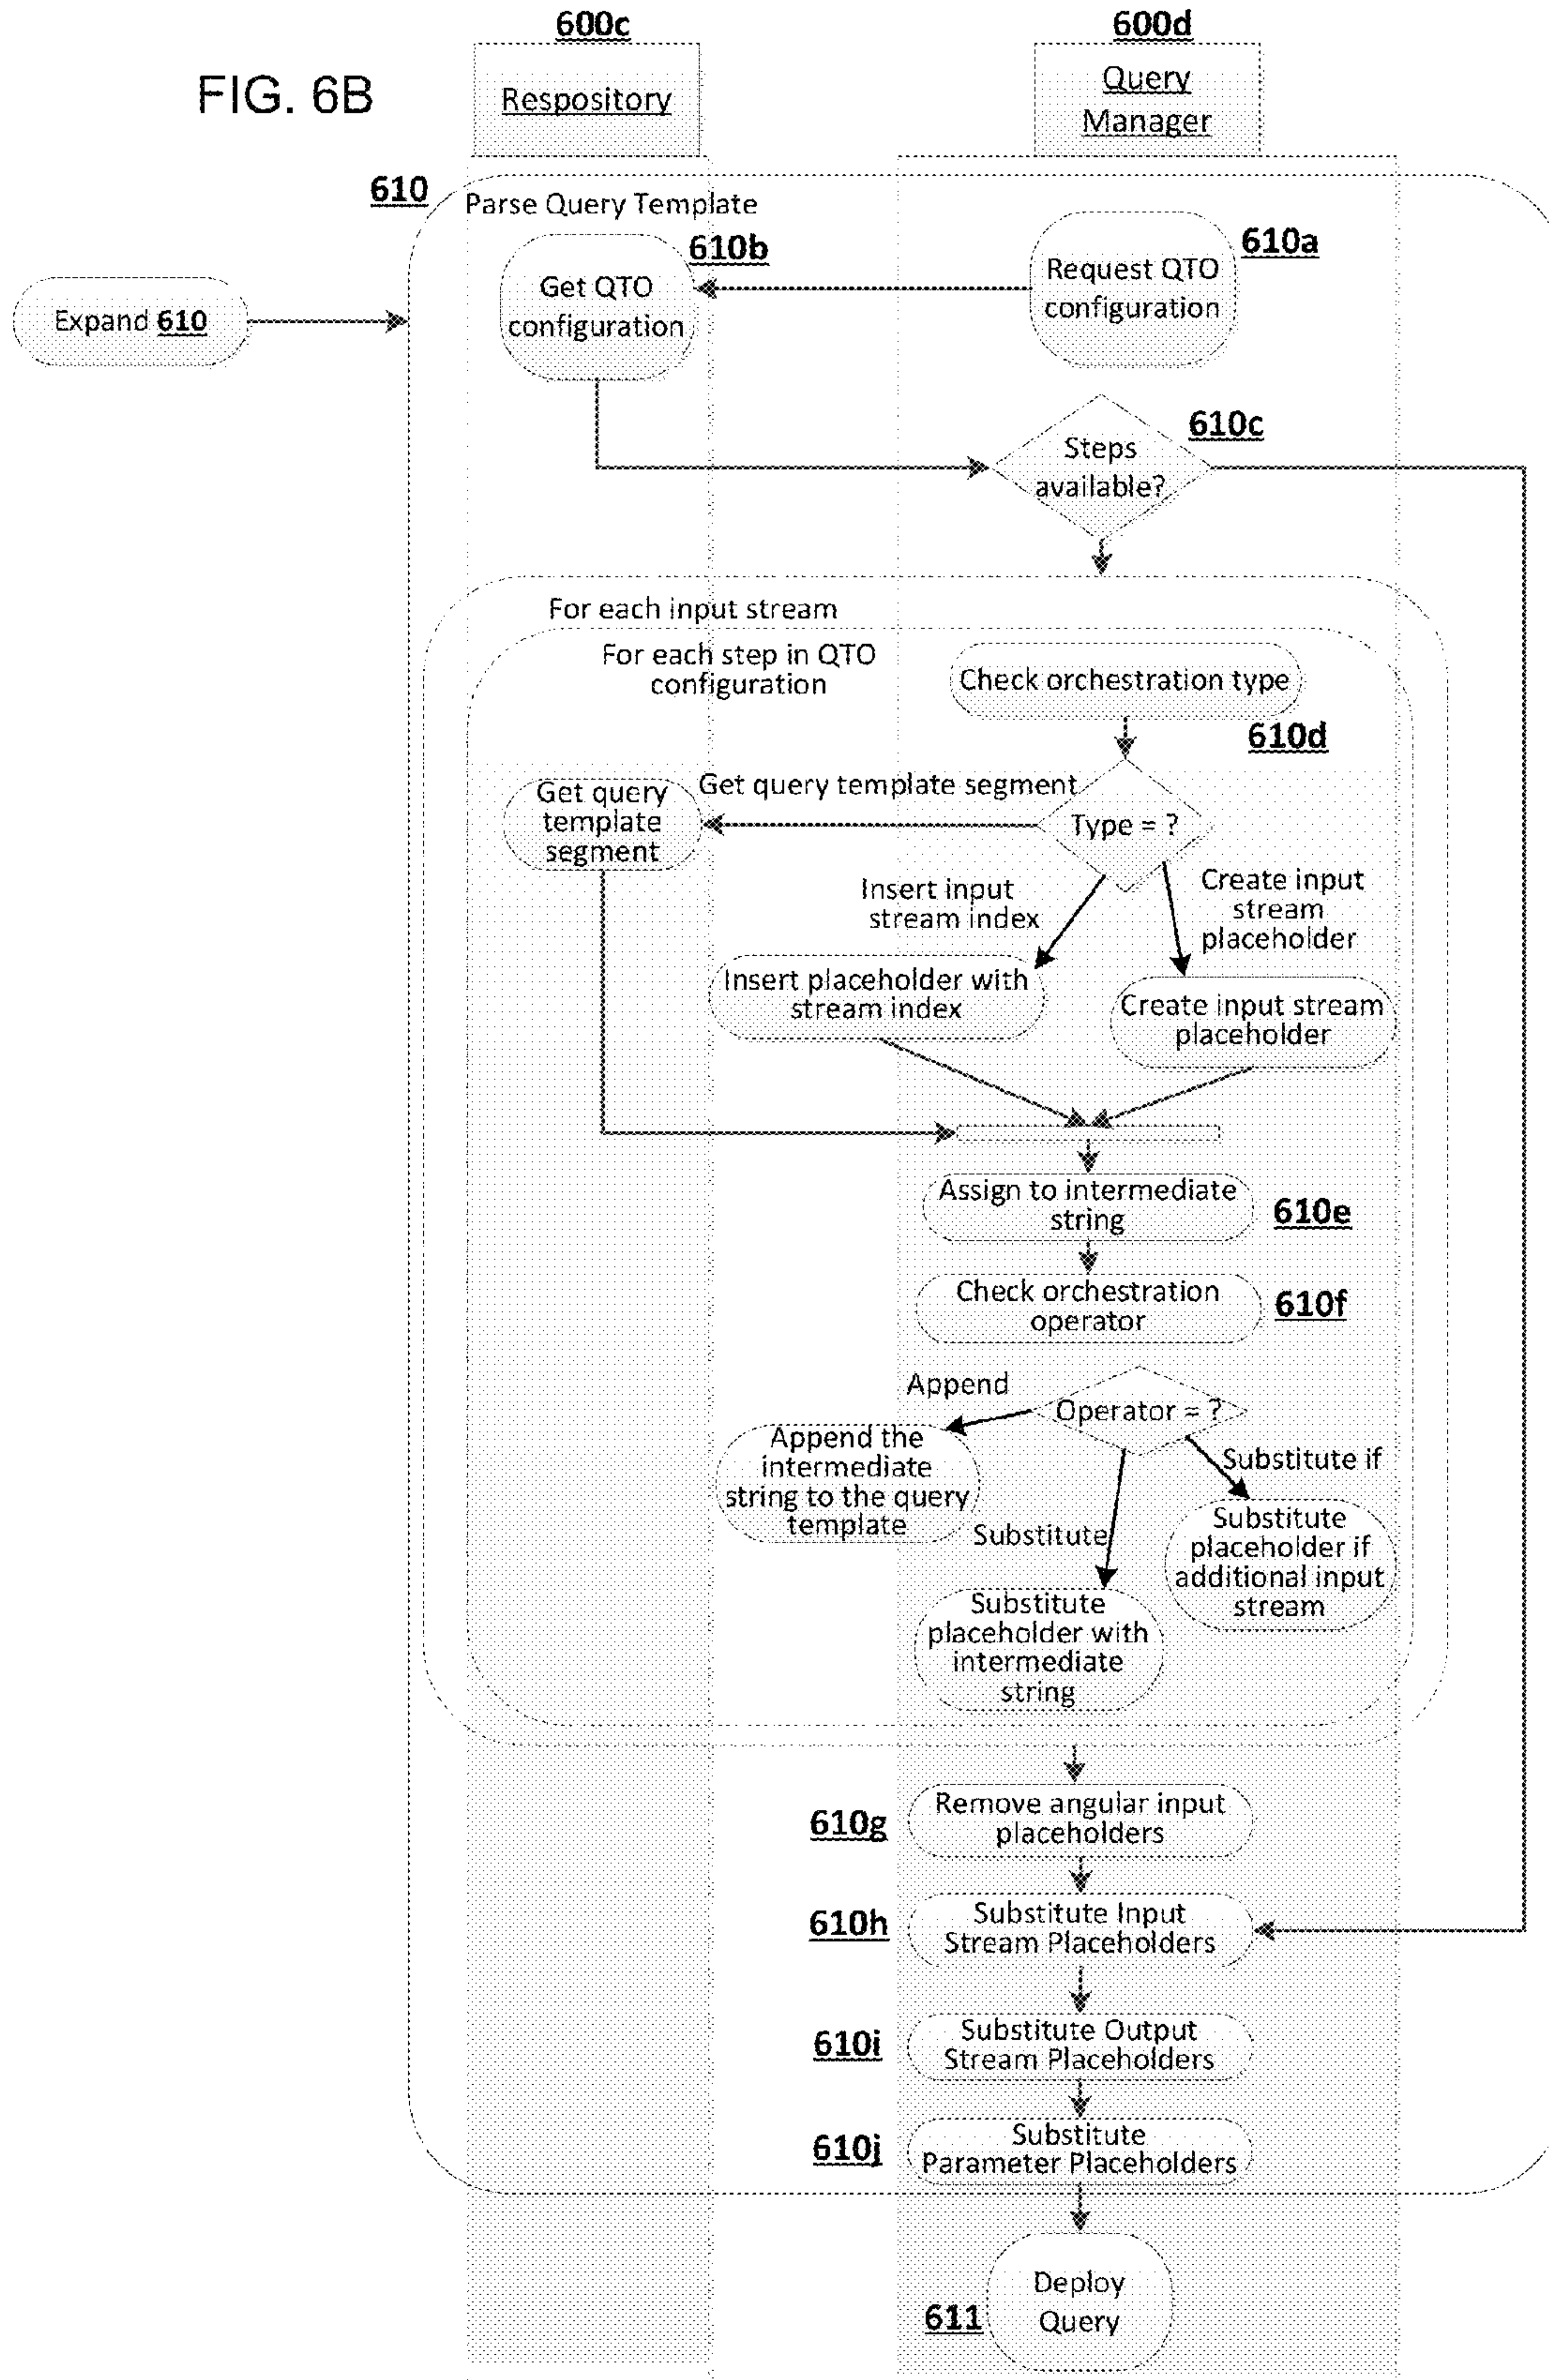 600c
600d
FIG. 6B
Respository
Query
Manager
610
Parse Query Template
610b
610a
Get QTO
configuration
Request QTO
configuration
Expand 610
610c
Steps
available?
For each input stream
For each step in QTO
configuration
Check orchestration type
610d
Get query template segment
Get query
template
segment
Type = ?
Insert input
stream index
Create input
stream
placeholder
Insert placeholder with
stream index
Create input stream
placeholder
Assign to intermediate
string
610e
Check orchestration
operator
610f
Append
Operator = ?
Append the
intermediate
string to the query
template
Substitute if
Substitute
Substitute
placeholder if
additional input
stream
Substitute
placeholder with
intermediate
string
610g
Remove angular input
placeholders
610h
Substitute Input
Stream Placeholders
610i
Substitute Output
Stream Placeholders
610j
Substitute
Parameter Placeholders
611
Deploy
Query